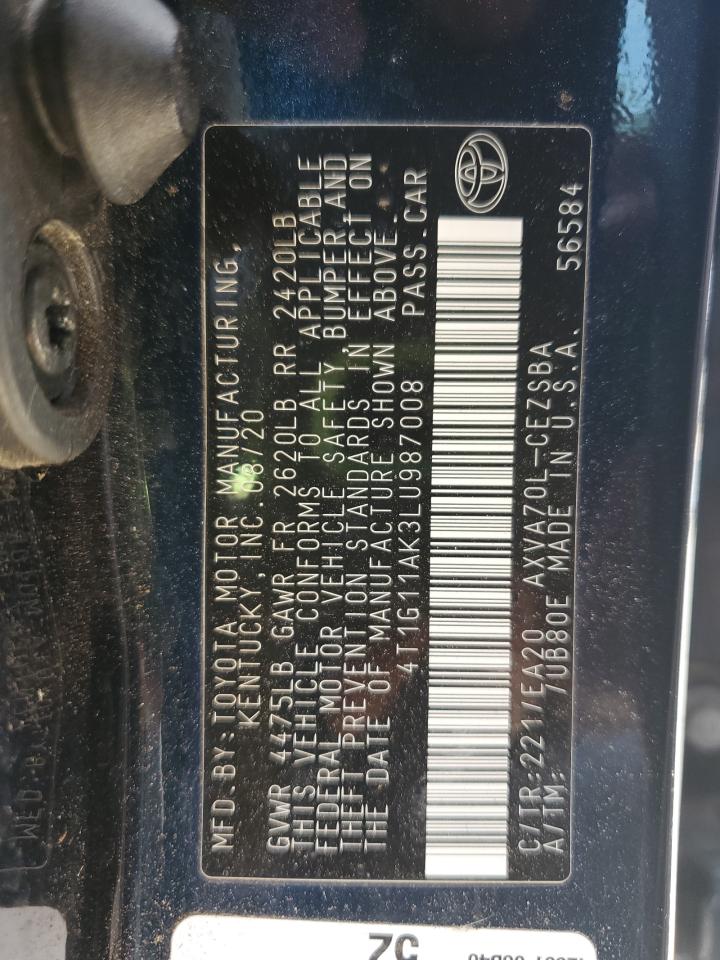 MFD.BY:TOYOTA MOTOR MANUFACTURING,
KENTUCKY, INC. 08/20
GVWR 4475LB GAWR FR 2620LB RR 2420LB
THIS VEHICLE CONFORMS TO ALL APPLICABLE
FEDERAL MOTOR VEHICLE SAFETY, BUMPER AND
THEFT PREVENTION STANDARDS IN EFFECT ON
THE DATE OF MANUFACTURE SHOWN ABOVE.
4T1G11AK3LU987008 PASS.CAR
C/TR:221/EA20 AXVA70L-CEZSBA 56584
A/TM: /UB80E MADE IN U.S.A.
52